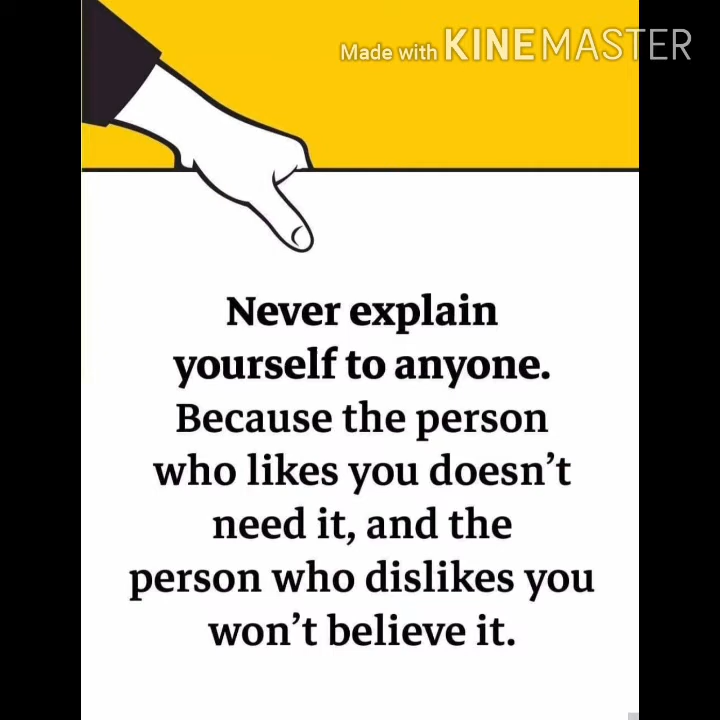 Made with KINEMASTER
Never explain
yourself to anyone.
Because the person
who likes you doesn’t
need it, and the
person who dislikes you
won’t believe it.